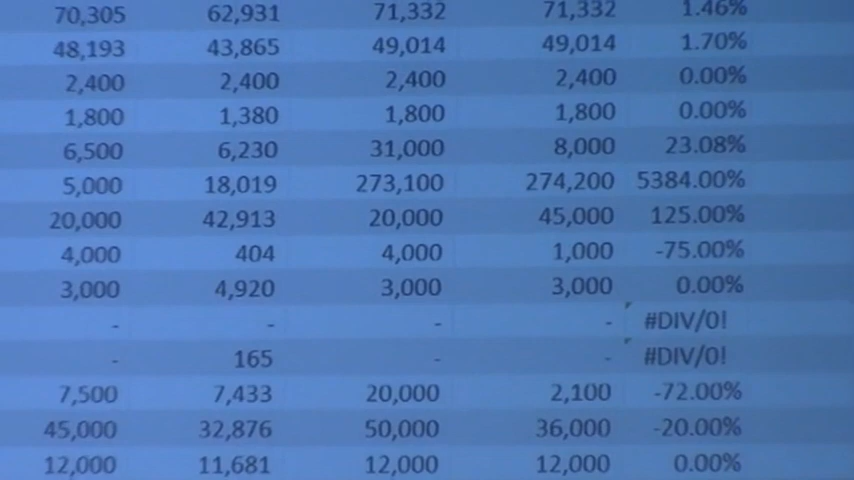 70,305 62,931 71,332 71,332 1.46%
48,193 43,865 49,014 49,014 1.70%
2,400 2,400 2,400 2,400 0.00%
1,800 1,380 1,800 1,800 0.00%
6,500 6,230 31,000 8,000 23.08%
5,000 18,019 273,100 274,200 5384.00%
20,000 42,913 20,000 45,000 125.00%
4,000 404 4,000 1,000 -75.00%
3,000 4,920 3,000 3,000 0.00%
- - - - #DIV/0!
- 165 - - #DIV/0!
7,500 7,433 20,000 2,100 -72.00%
45,000 32,876 50,000 36,000 -20.00%
12,000 11,681 12,000 12,000 0.00%